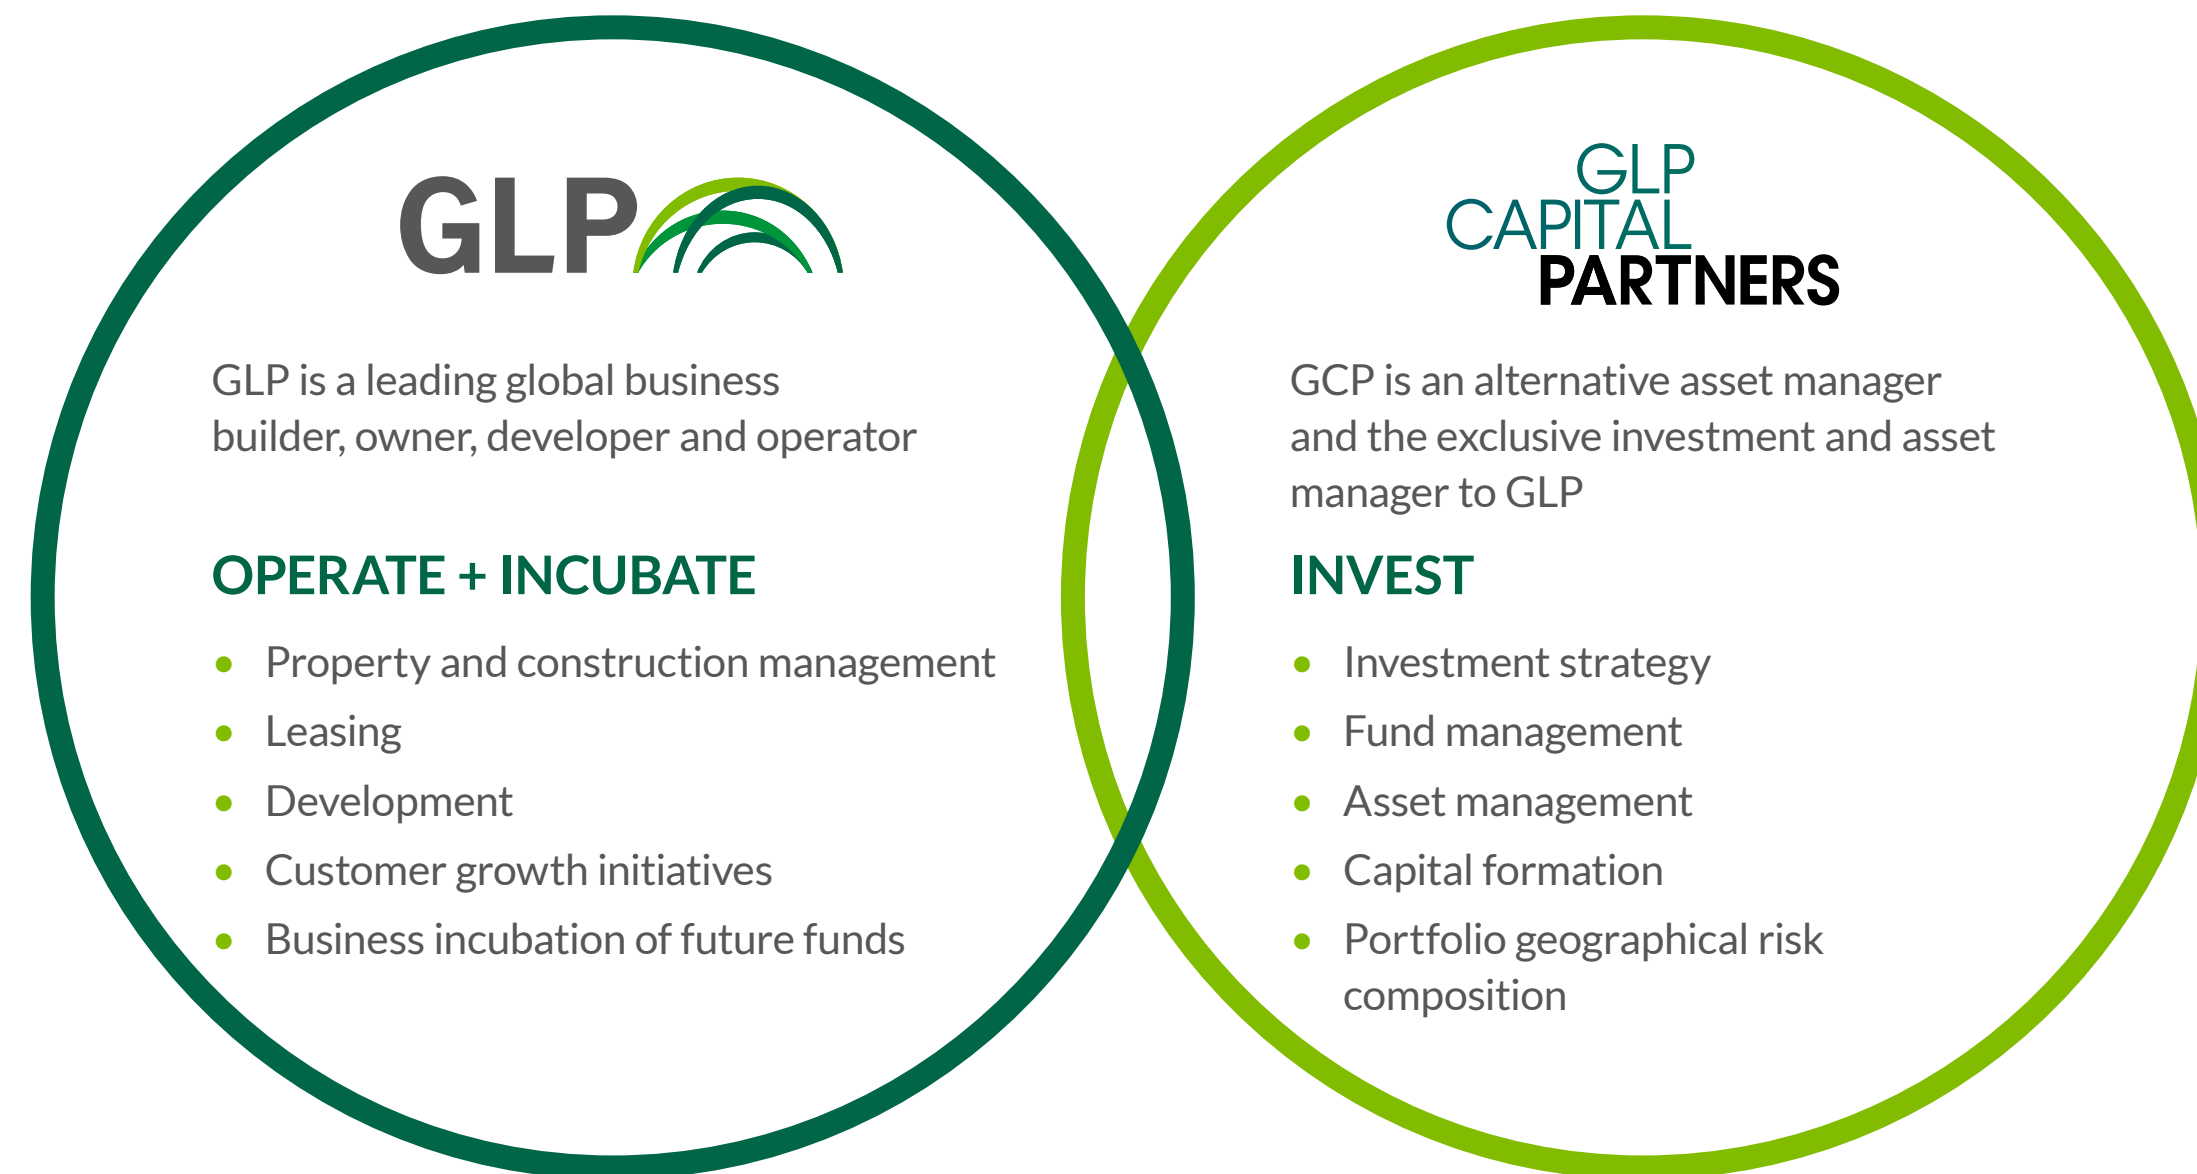 GLP
GLP is a leading global business
builder, owner, developer and operator
OPERATE + INCUBATE
• Property and construction management
• Leasing
• Development
• Customer growth initiatives
• Business incubation of future funds
GLP
CAPITAL
PARTNERS
GCP is an alternative asset manager
and the exclusive investment and asset
manager to GLP
INVEST
• Investment strategy
• Fund management
• Asset management
• Capital formation
• Portfolio geographical risk
composition